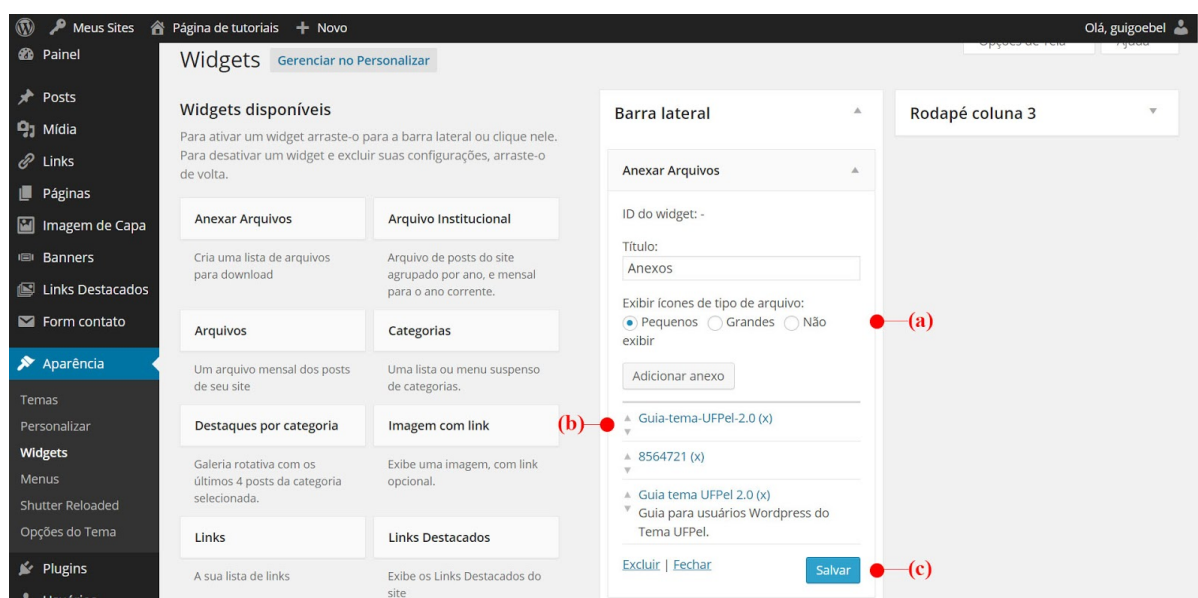 Meus Sites Página de tutoriais + Novo Olá, guigoebel
Painel
Posts
Mídia
Links
Páginas
Imagem de Capa
Banners
Links Destacados
Form contato
Aparência
Temas
Personalizar
Widgets
Menus
Shutter Reloaded
Opções do Tema
Plugins
Widgets Gerenciar no Personalizar
Widgets disponíveis
Para ativar um widget arraste-o para a barra lateral ou clique nele.
Para desativar um widget e excluir suas configurações, arraste-o
de volta.
Anexar Arquivos
Cria uma lista de arquivos
para download
Arquivo Institucional
Arquivo de posts do site
agrupado por ano, e mensal
para o ano corrente.
Arquivos
Um arquivo mensal dos posts
de seu site
Categorias
Uma lista ou menu suspenso
de categorias.
Destaques por categoria
Galeria rotativa com os
últimos 4 posts da categoria
selecionada.
Imagem com link
Exibe uma imagem, com link
opcional.
Links
A sua lista de links
Links Destacados
Exibe os Links Destacados do
site
Barra lateral
Anexar Arquivos
ID do widget: -
Título:
Anexos
Exibir ícones de tipo de arquivo:
Pequenos Grandes Não
exibir
(a)
Adicionar anexo
(b)
Guia-tema-UFPel-2.0 (x)
8564721 (x)
Guia tema UFPel 2.0 (x)
Guia para usuários Wordpress do
Tema UFPel.
Excluir | Fechar Salvar
(c)
Rodapé coluna 3